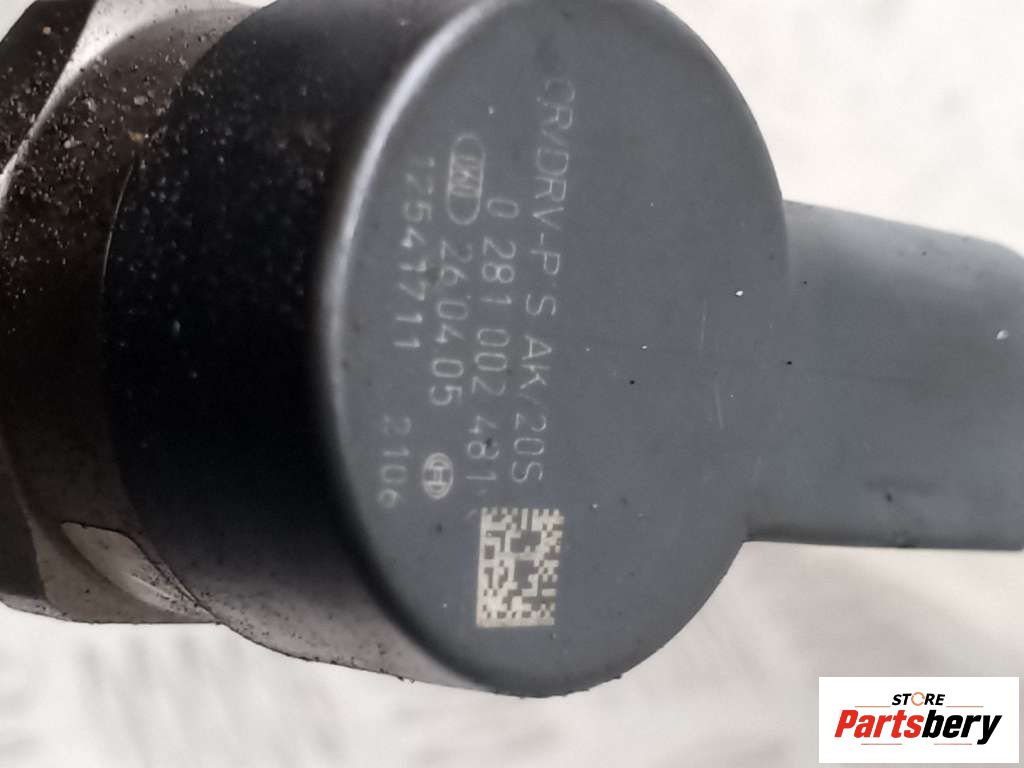 CR/DRV-P S AK/20S
0 281 002 481
260405
12541711 2106
STORE
Partsbery